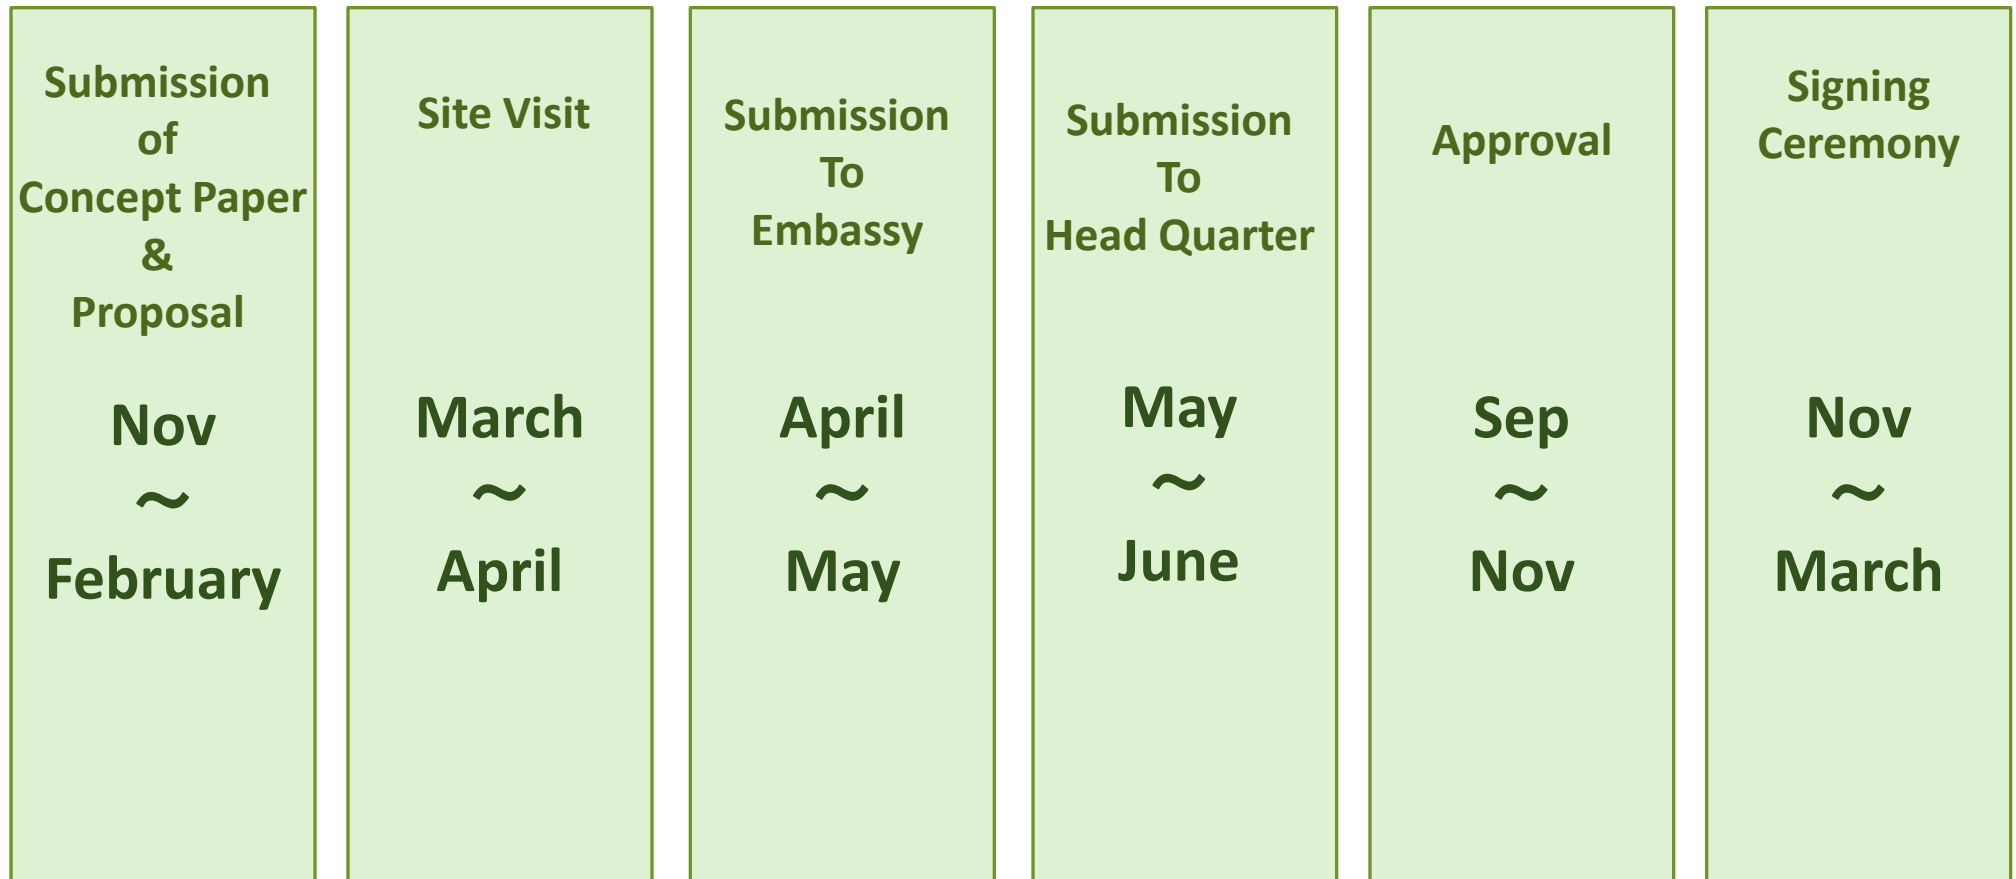 Submission
of
Concept Paper
&
Proposal
Nov
~
February
Site Visit
March
~
April
Submission
To
Embassy
April
~
May
Submission
To
Head Quarter
May
~
June
Approval
Sep
~
Nov
Signing
Ceremony
Nov
~
March